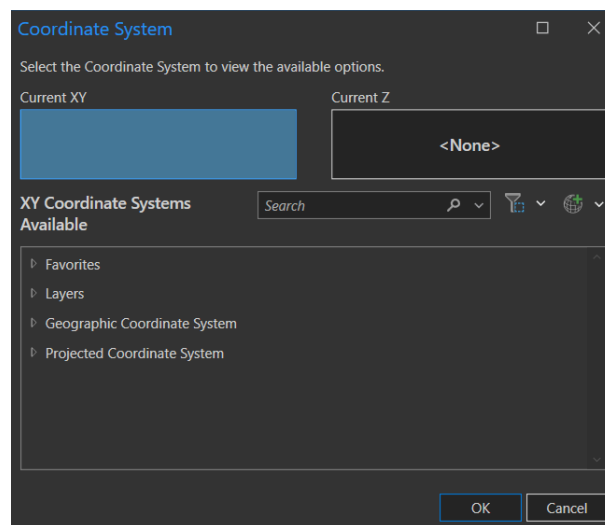 Coordinate System
Select the Coordinate System to view the available options.
Current XY
Current Z
<None>
XY Coordinate Systems
Available
Search
Favorites
Layers
Geographic Coordinate System
Projected Coordinate System
OK
Cancel